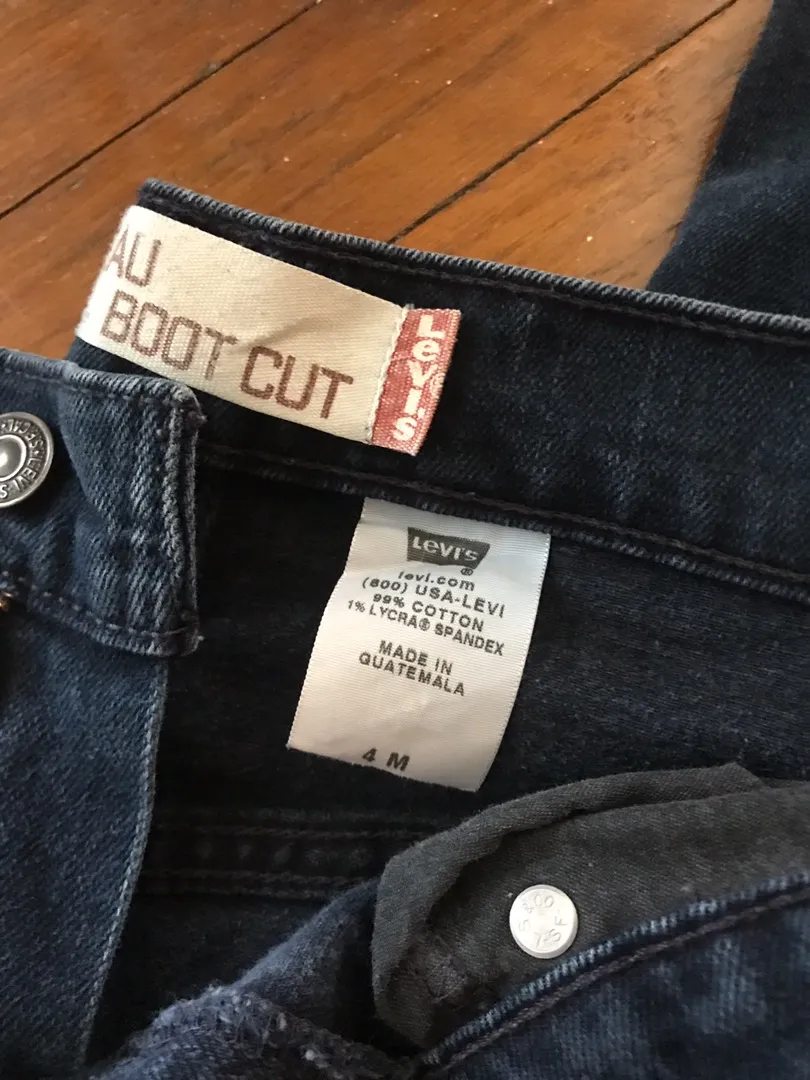 AU
BOOT CUT
Levi's
LEVI'S
levi.com
(800) USA-LEVI
99% COTTON
1% LYCRA® SPANDEX
MADE IN
GUATEMALA
4 M